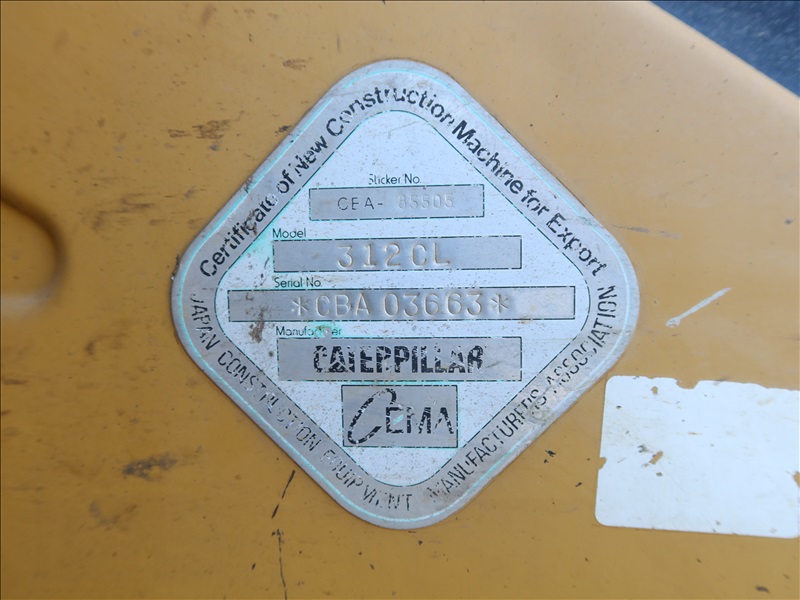 Certificate of New Construction Machine for Export
Sticker No.
CEA-
Model
312CL
Serial No
*CBA 03663*
Manufacturer
CATERPILLAR
CEMA
JAPAN CONSTRUCTION EQUIPMENT MANUFACTURERS ASSOCIATION